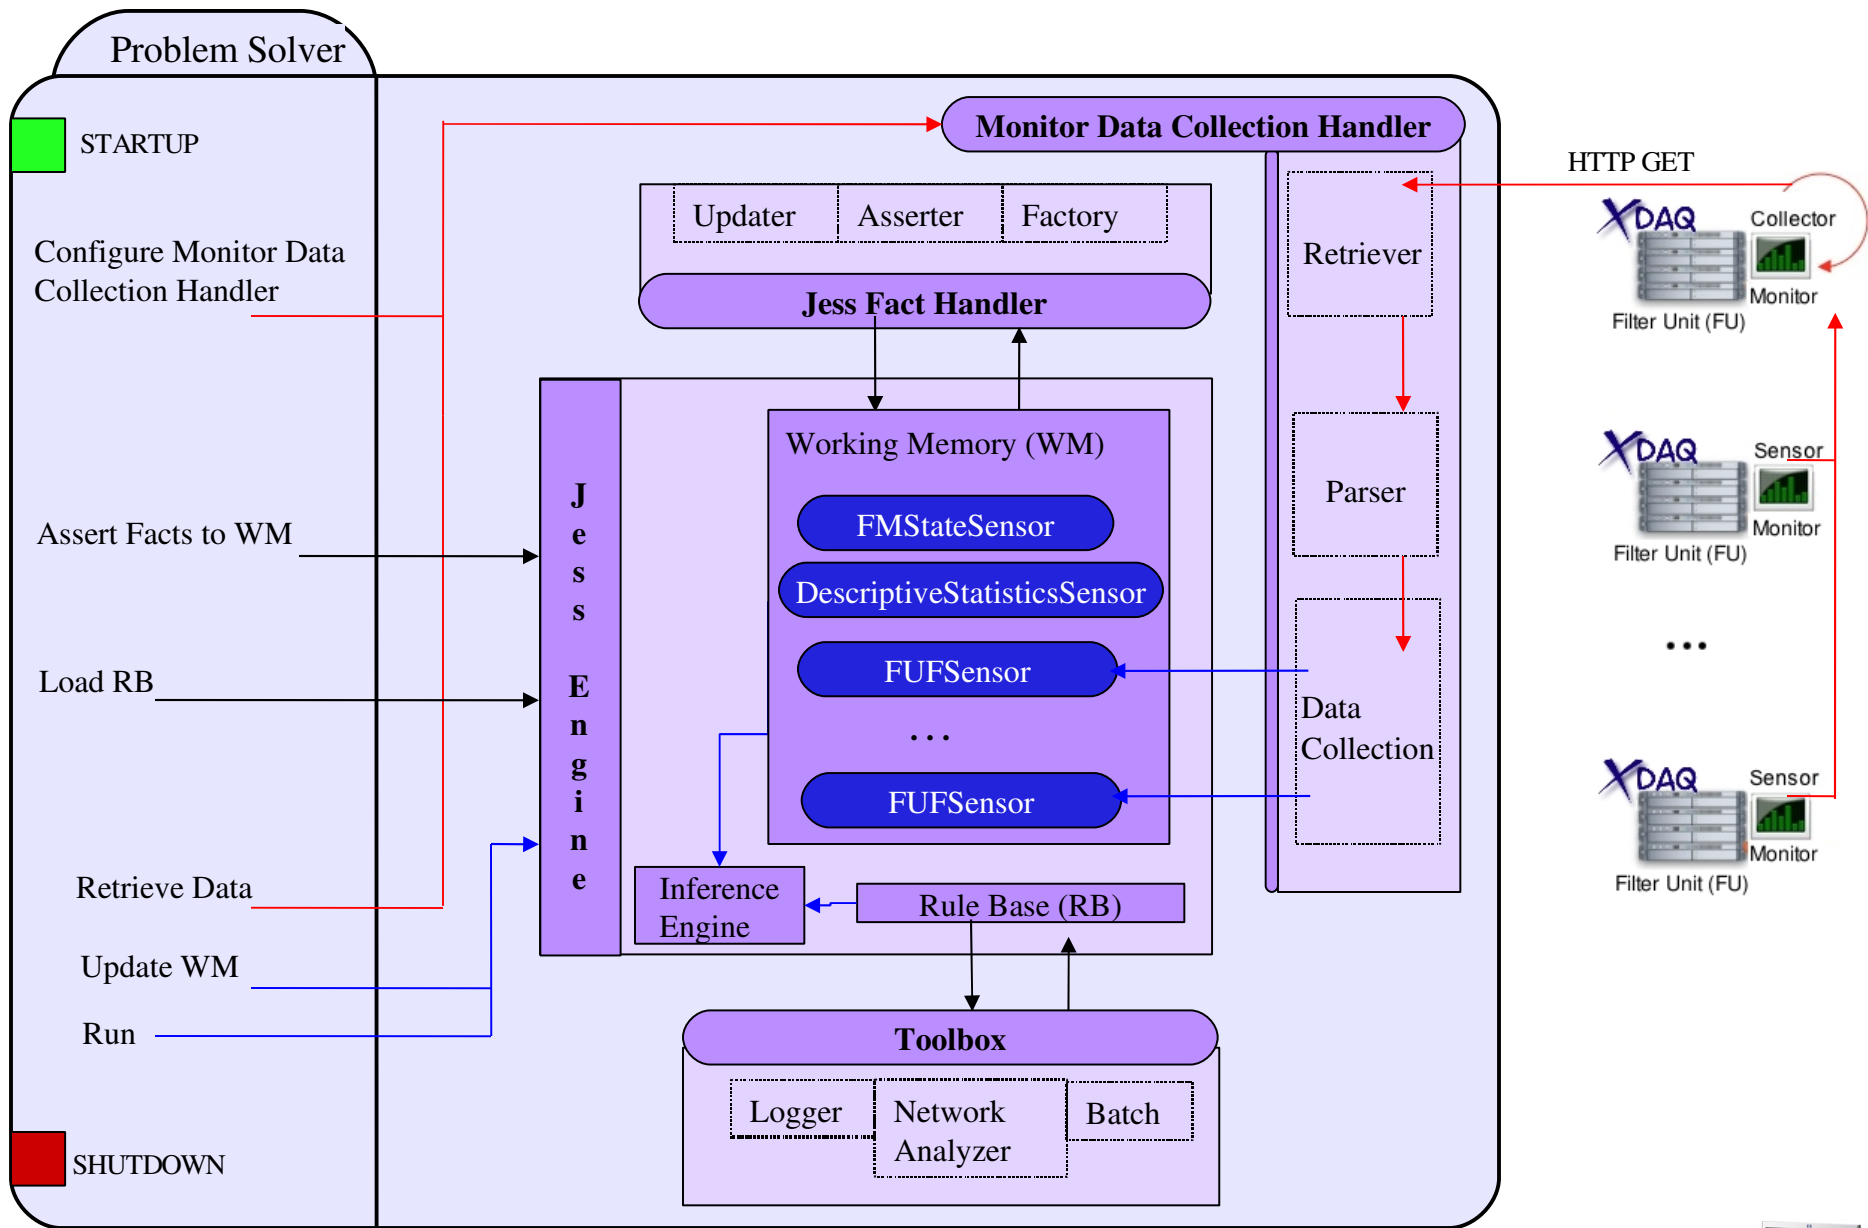 Problem Solver
STARTUP
Configure Monitor Data
Collection Handler
Assert Facts to WM
Load RB
Retrieve Data
Update WM
Run
SHUTDOWN
Monitor Data Collection Handler
Updater
Asserter
Factory
Jess Fact Handler
Jess Engine
Working Memory (WM)
FMStateSensor
DescriptiveStatisticsSensor
FUFSensor
...
FUFSensor
Inference
Engine
Rule Base (RB)
Toolbox
Logger
Network
Analyzer
Batch
Retriever
Parser
Data
Collection
HTTP GET
XDAQ
Collector
Monitor
Filter Unit (FU)
XDAQ
Sensor
Monitor
Filter Unit (FU)
...
XDAQ
Sensor
Monitor
Filter Unit (FU)